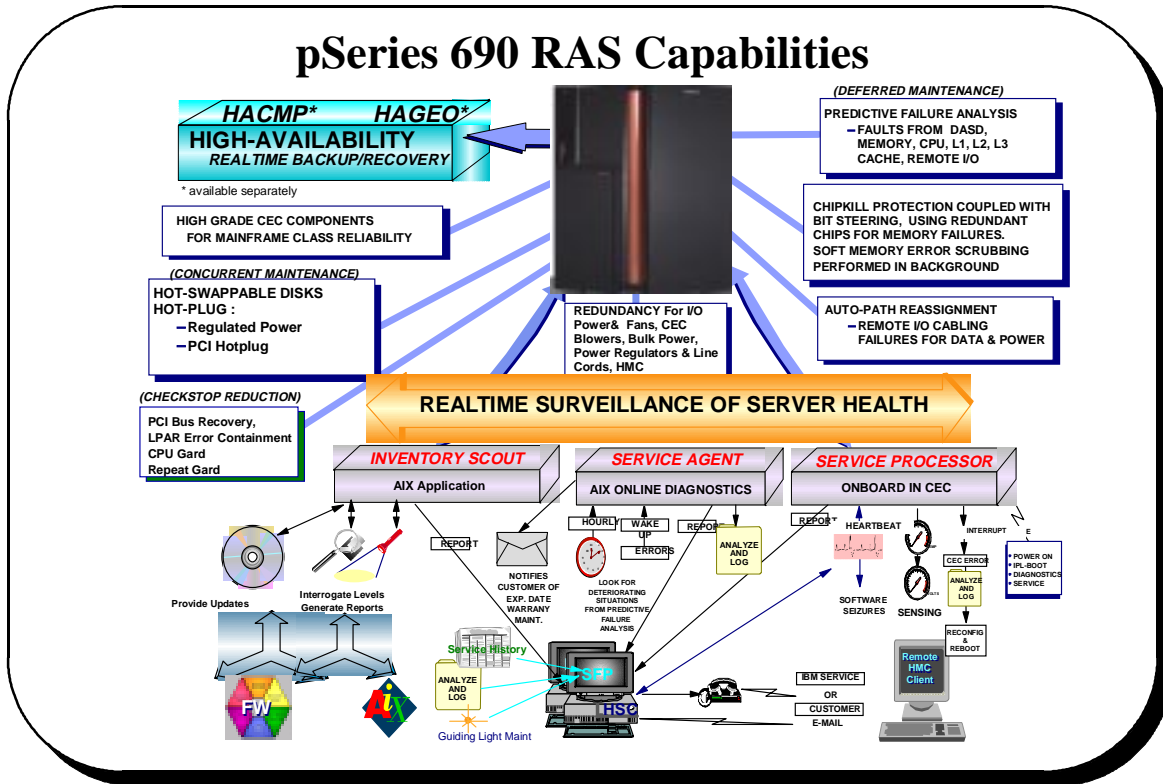 pSeries 690 RAS Capabilities
HACMP* HAGEO*
HIGH-AVAILABILITY
REALTIME BACKUP/RECOVERY
* available separately
HIGH GRADE CEC COMPONENTS
FOR MAINFRAME CLASS RELIABILITY
(CONCURRENT MAINTENANCE)
HOT-SWAPPABLE DISKS
HOT-PLUG :
–Regulated Power
–PCI Hotplug
(CHECKSTOP REDUCTION)
PCI Bus Recovery,
LPAR Error Containment
CPU Gard
Repeat Gard
REDUNDANCY For I/O
Power& Fans, CEC
Blowers, Bulk Power,
Power Regulators & Line
Cords, HMC
(DEFERRED MAINTENANCE)
PREDICTIVE FAILURE ANALYSIS
–FAULTS FROM DASD,
MEMORY, CPU, L1, L2, L3
CACHE, REMOTE I/O
CHIPKILL PROTECTION COUPLED WITH
BIT STEERING, USING REDUNDANT
CHIPS FOR MEMORY FAILURES.
SOFT MEMORY ERROR SCRUBBING
PERFORMED IN BACKGROUND
AUTO-PATH REASSIGNMENT
–REMOTE I/O CABLING
FAILURES FOR DATA & POWER
REALTIME SURVEILLANCE OF SERVER HEALTH
INVENTORY SCOUT
AIX Application
SERVICE AGENT
AIX ONLINE DIAGNOSTICS
SERVICE PROCESSOR
ONBOARD IN CEC
REPORT
Provide Updates
Interrogate Levels
Generate Reports
FW
AiX
NOTIFIES
CUSTOMER OF
EXP. DATE
WARRANY
MAINT.
HOURLY
WAKE
UP
ERRORS
REPORT
ANALYZE
AND
LOG
LOOK FOR
DETERIORATING
SITUATIONS
FROM PREDICTIVE
FAILURE
ANALYSIS
REPORT
HEARTBEAT
SOFTWARE
SEIZURES
SENSING
INTERRUPT
CEC ERROR
ANALYZE
AND
LOG
RECONFIG
&
REBOOT
• POWER ON
• IPL-BOOT
• DIAGNOSTICS
• SERVICE
Service History
ANALYZE
AND
LOG
Guiding Light Maint
SFP
HSC
IBM SERVICE
OR
CUSTOMER
E-MAIL
Remote
HMC
Client